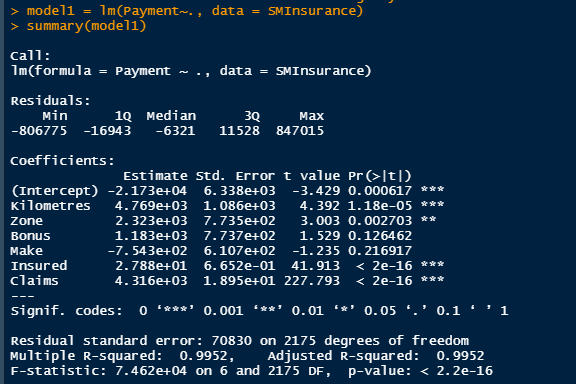 > model1 = lm(Payment~., data = SMInsurance)
> summary(model1)
Call:
lm(formula = Payment ~ ., data = SMInsurance)
Residuals:
    Min      1Q  Median      3Q     Max
-806775  -16943   -6321   11528  847015
Coefficients:
              Estimate Std. Error t value Pr(>|t|)
(Intercept) -2.173e+04  6.338e+03  -3.429 0.000617 ***
Kilometres   4.769e+03  1.086e+03   4.392 1.18e-05 ***
Zone         2.323e+03  7.735e+02   3.003 0.002703 **
Bonus        1.183e+03  7.737e+02   1.529 0.126462
Make        -7.543e+02  6.107e+02  -1.235 0.216917
Insured      2.788e+01  6.652e-01  41.913  < 2e-16 ***
Claims       4.316e+03  1.895e+01 227.793  < 2e-16 ***
---
Signif. codes:  0 ‘***’ 0.001 ‘**’ 0.01 ‘*’ 0.05 ‘.’ 0.1 ‘ ’ 1
Residual standard error: 70830 on 2175 degrees of freedom
Multiple R-squared:  0.9952,    Adjusted R-squared:  0.9952
F-statistic: 7.462e+04 on 6 and 2175 DF,  p-value: < 2.2e-16